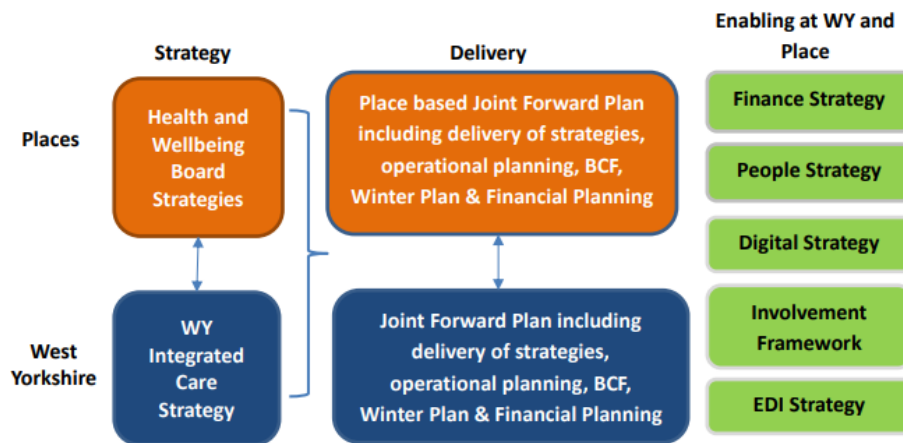 Strategy
Delivery
Enabling at WY and
Place
Places
Health and
Wellbeing
Board
Strategies
Place based Joint Forward Plan
including delivery of strategies,
operational planning, BCF,
Winter Plan & Financial Planning
West
Yorkshire
WY
Integrated
Care
Strategy
Joint Forward Plan including
delivery of strategies,
operational planning, BCF,
Winter Plan & Financial Planning
Finance Strategy
People Strategy
Digital Strategy
Involvement
Framework
EDI Strategy